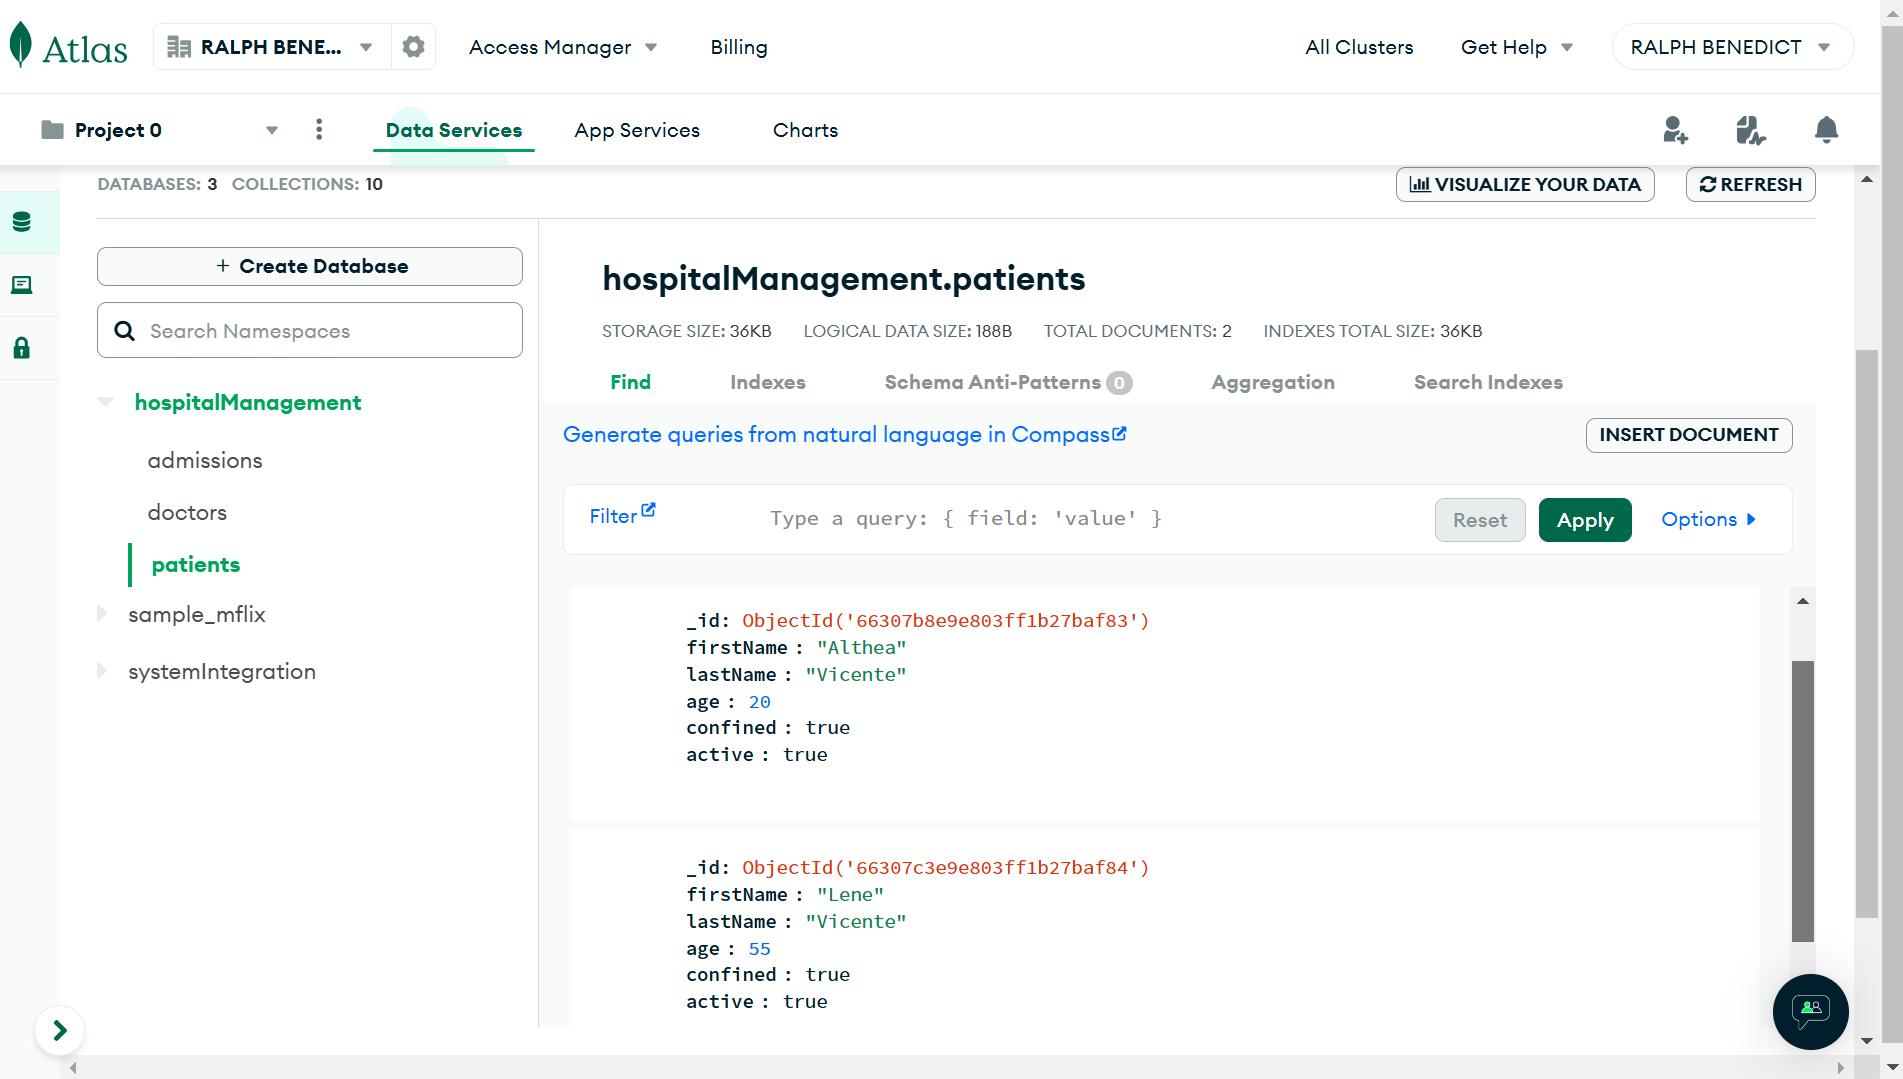 Atlas
RALPH BENE...
Access Manager
Billing
All Clusters
Get Help
RALPH BENEDICT
Project 0
Data Services
App Services
Charts
DATABASES: 3 COLLECTIONS: 10
VISUALIZE YOUR DATA
REFRESH
+ Create Database
Search Namespaces
hospitalManagement
admissions
doctors
patients
sample_mflix
systemIntegration
hospitalManagement.patients
STORAGE SIZE: 36KB LOGICAL DATA SIZE: 188B TOTAL DOCUMENTS: 2 INDEXES TOTAL SIZE: 36KB
Find Indexes Schema Anti-Patterns 0 Aggregation Search Indexes
Generate queries from natural language in Compass
INSERT DOCUMENT
Filter
Type a query: { field: 'value' }
Reset
Apply
Options
_id: ObjectId('66307b8e9e803ff1b27baf83')
firstName : "Althea"
lastName : "Vicente"
age : 20
confined : true
active : true
_id: ObjectId('66307c3e9e803ff1b27baf84')
firstName : "Lene"
lastName : "Vicente"
age : 55
confined : true
active : true